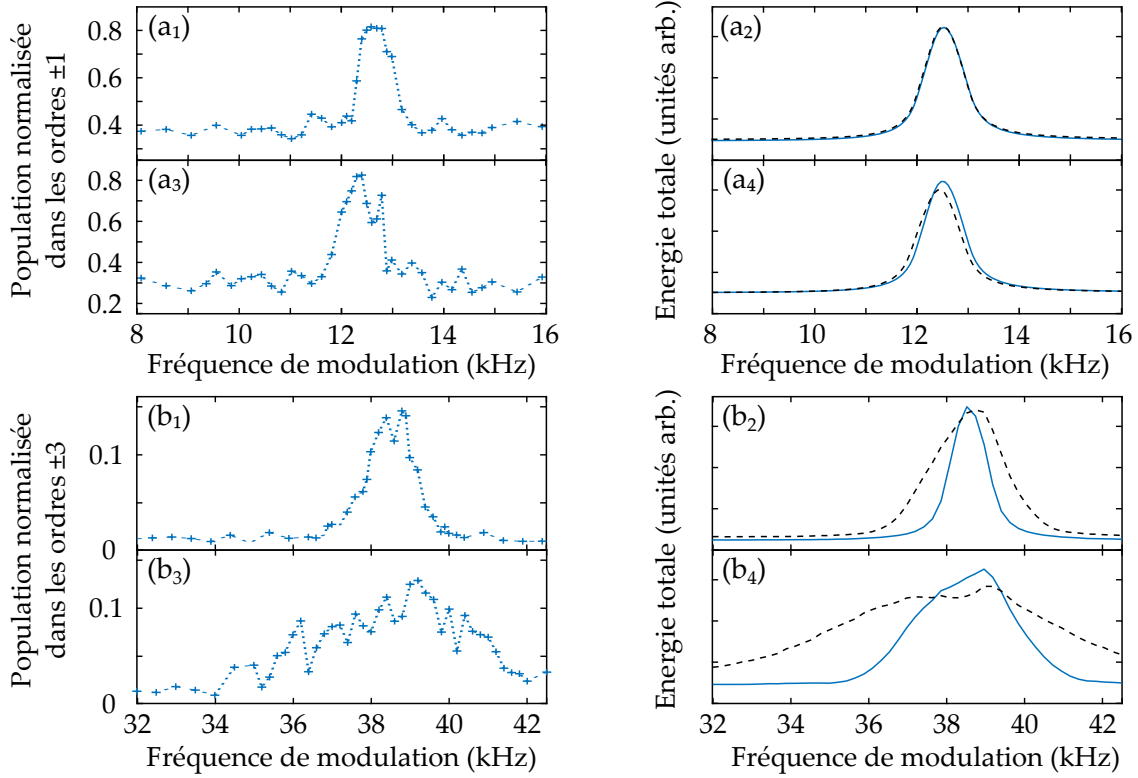 Population normalisée
dans les ordres ±1
0.8
0.6
0.4
(a1)
0.8
0.6
0.4
0.2
(a3)
8
10
12
14
16
Fréquence de modulation (kHz)
Energie totale (unités arb.)
(a2)
(a4)
8
10
12
14
16
Fréquence de modulation (kHz)
Population normalisée
dans les ordres ±3
0.1
0
(b1)
0.1
0
(b3)
32
34
36
38
40
42
Fréquence de modulation (kHz)
Energie totale (unités arb.)
(b2)
(b4)
32
34
36
38
40
42
Fréquence de modulation (kHz)